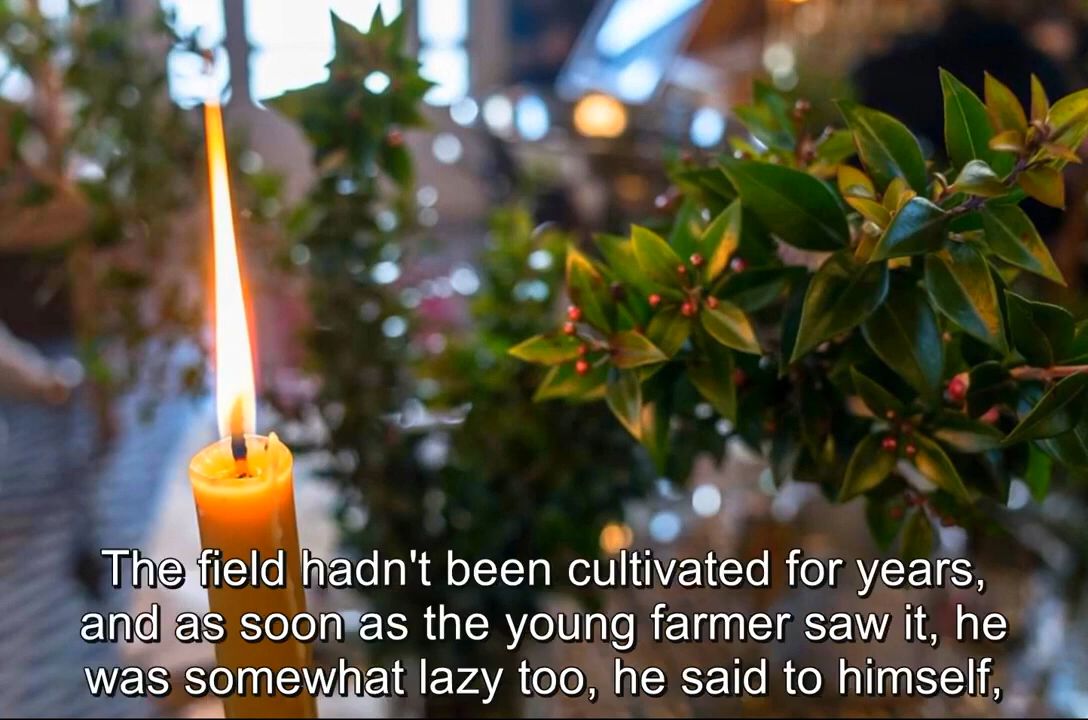 The field hadn't been cultivated for years,
and as soon as the young farmer saw it, he
was somewhat lazy too, he said to himself,